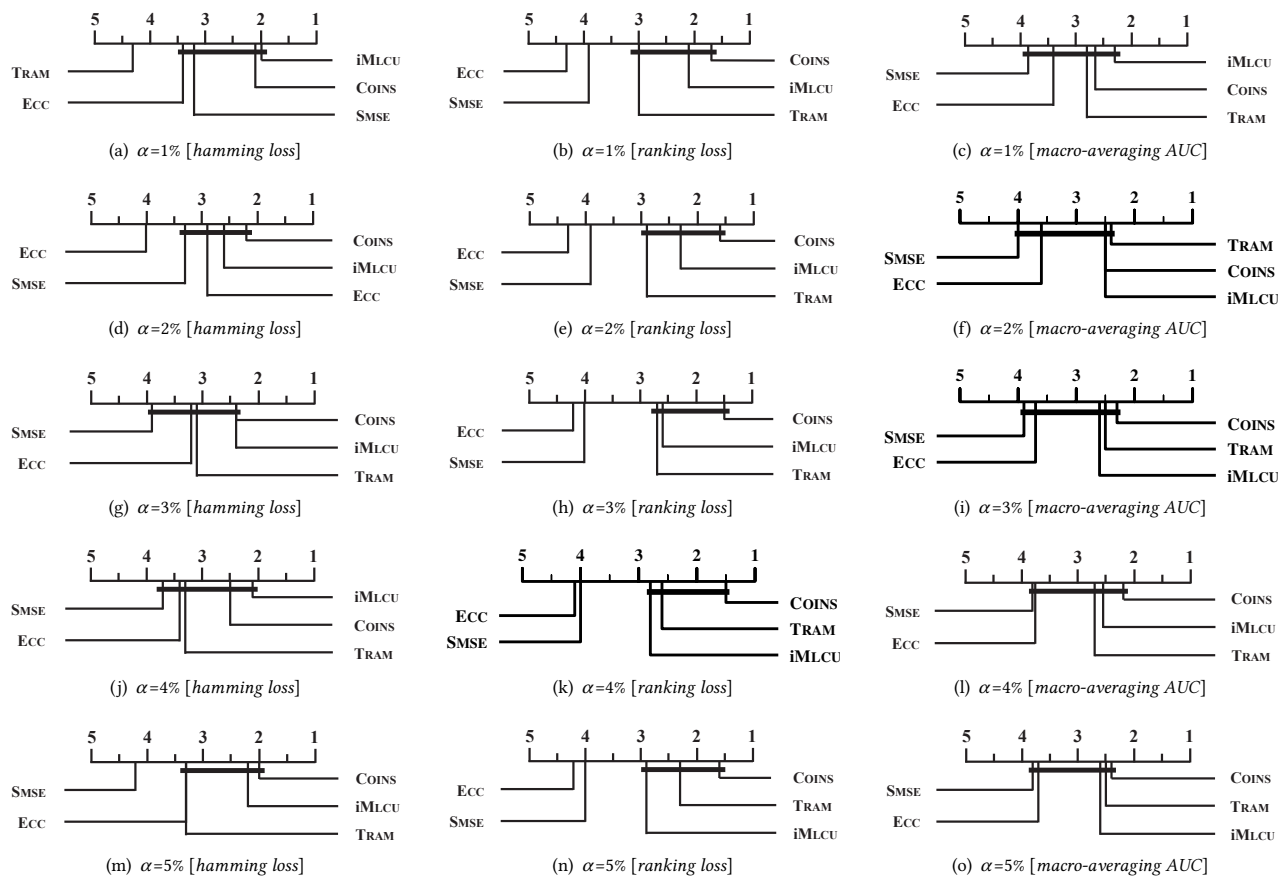 5 4 3 2 1
TRAM
ECC
iMLCU
COINS
SMSE
(a) α=1% [hamming loss]
5 4 3 2 1
ECC
SMSE
COINS
iMLCU
TRAM
(b) α=1% [ranking loss]
5 4 3 2 1
SMSE
ECC
iMLCU
COINS
TRAM
(c) α=1% [macro-averaging AUC]
5 4 3 2 1
ECC
SMSE
COINS
iMLCU
ECC
(d) α=2% [hamming loss]
5 4 3 2 1
ECC
SMSE
COINS
iMLCU
TRAM
(e) α=2% [ranking loss]
5 4 3 2 1
SMSE
ECC
TRAM
COINS
iMLCU
(f) α=2% [macro-averaging AUC]
5 4 3 2 1
SMSE
ECC
COINS
iMLCU
TRAM
(g) α=3% [hamming loss]
5 4 3 2 1
ECC
SMSE
COINS
iMLCU
TRAM
(h) α=3% [ranking loss]
5 4 3 2 1
SMSE
ECC
COINS
TRAM
iMLCU
(i) α=3% [macro-averaging AUC]
5 4 3 2 1
SMSE
ECC
iMLCU
COINS
TRAM
(j) α=4% [hamming loss]
5 4 3 2 1
ECC
SMSE
COINS
TRAM
iMLCU
(k) α=4% [ranking loss]
5 4 3 2 1
SMSE
ECC
COINS
iMLCU
TRAM
(l) α=4% [macro-averaging AUC]
5 4 3 2 1
SMSE
ECC
COINS
iMLCU
TRAM
(m) α=5% [hamming loss]
5 4 3 2 1
ECC
SMSE
COINS
TRAM
iMLCU
(n) α=5% [ranking loss]
5 4 3 2 1
SMSE
ECC
COINS
TRAM
iMLCU
(o) α=5% [macro-averaging AUC]